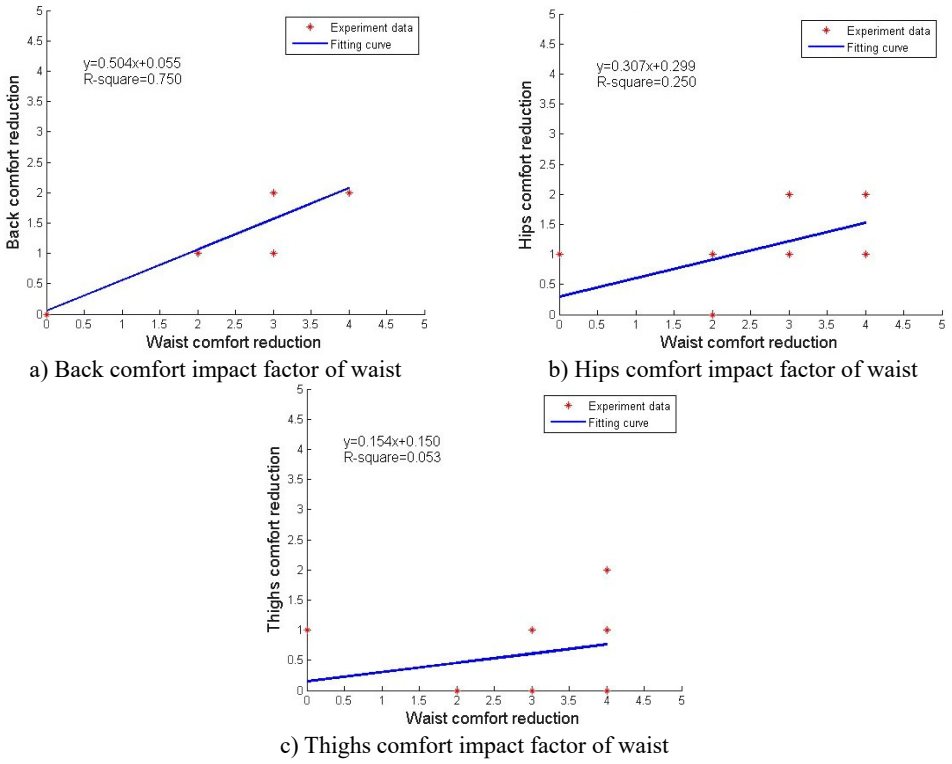 Experiment data
Fitting curve
y=0.504x+0.055
R-square=0.750
Back comfort reduction
5
4.5
4
3.5
3
2.5
2
1.5
1
0.5
0
0 0.5 1 1.5 2 2.5 3 3.5 4 4.5 5
Waist comfort reduction
a) Back comfort impact factor of waist
Experiment data
Fitting curve
y=0.307x+0.299
R-square=0.250
Hips comfort reduction
5
4.5
4
3.5
3
2.5
2
1.5
1
0.5
0
0 0.5 1 1.5 2 2.5 3 3.5 4 4.5 5
Waist comfort reduction
b) Hips comfort impact factor of waist
Experiment data
Fitting curve
y=0.154x+0.150
R-square=0.053
Thighs comfort reduction
5
4.5
4
3.5
3
2.5
2
1.5
1
0.5
0
0 0.5 1 1.5 2 2.5 3 3.5 4 4.5 5
Waist comfort reduction
c) Thighs comfort impact factor of waist